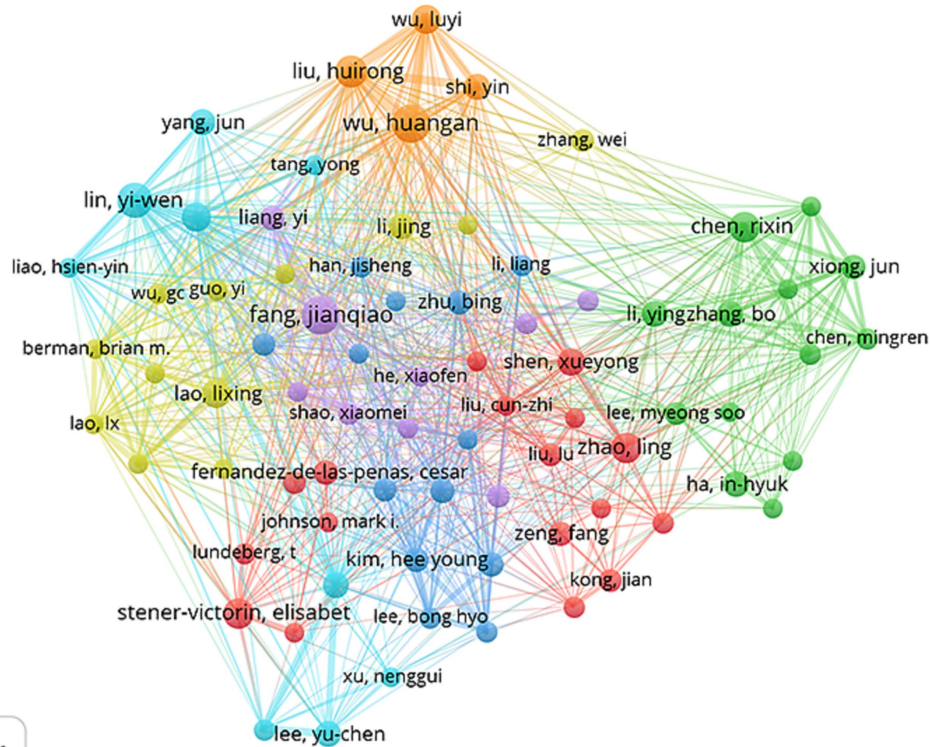 wu, luyi
liu, huirong
shi, yin
yang, jun
wu, huangan
zhang, wei
tang, yong
lin, yi-wen
liang, yi
li, jing
chen, rixin
liao, hsien-yin
han, jisheng
li, liang
xiong, jun
wu, gc
guo, yi
fang, jianqiao
zhu, bing
li, ying
zhang, bo
chen, mingren
berman, brian m.
shen, xueyong
he, xiaofen
lao, lixing
shao, xiaomei
liu, cun-zhi
lee, myeong soo
lao, lx
liu, lu
zhao, ling
fernandez-de-las-penas, cesar
ha, in-hyuk
johnson, mark i.
zeng, fang
lundeberg, t
kim, hee young
kong, jian
stener-victorin, elisabet
lee, bong hyo
xu, nenggui
lee, yu-chen